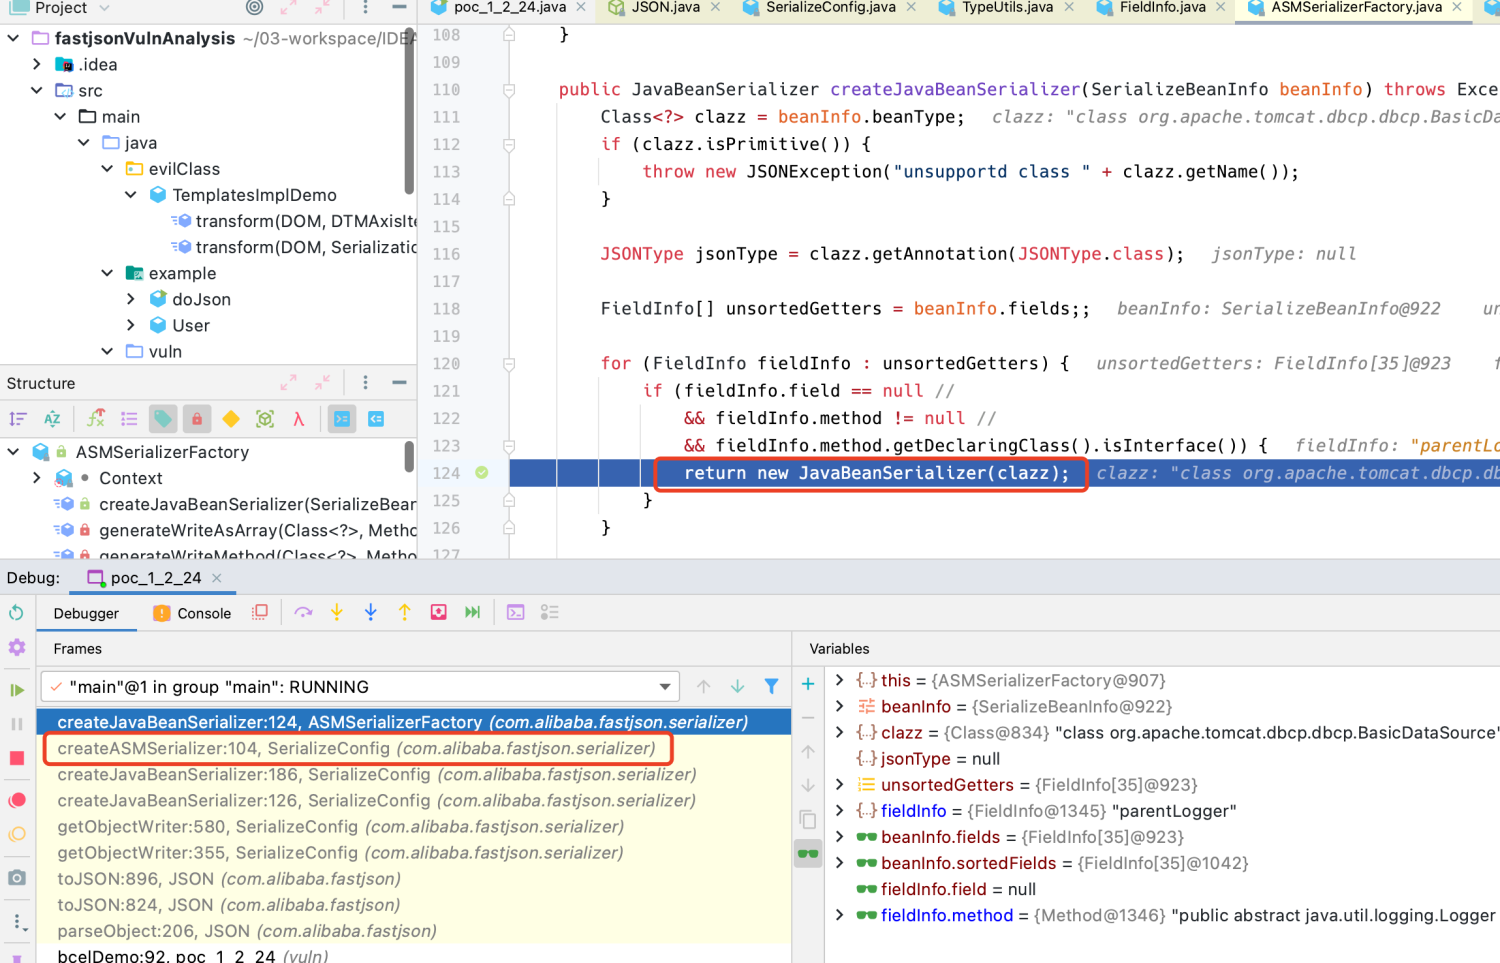 Project
poc_1_2_24.java
JSON.java
SerializeConfig.java
TypeUtils.java
FieldInfo.java
ASMSerializerFactory.java
fastjsonVulnAnalysis ~/03-workspace/IDEA
.idea
src
main
java
evilClass
TemplatesImplDemo
transform(DOM, DTMAxisIte
transform(DOM, Serializatio
example
doJson
User
vuln
108 }
109
110 public JavaBeanSerializer createJavaBeanSerializer(SerializeBeanInfo beanInfo) throws Exce
111 Class<?> clazz = beanInfo.beanType; clazz: "class org.apache.tomcat.dbcp.dbcp.BasicDa
112 if (clazz.isPrimitive()) {
113 throw new JSONException("unsupportd class " + clazz.getName());
114 }
115
116 JSONType jsonType = clazz.getAnnotation(JSONType.class); jsonType: null
117
118 FieldInfo[] unsortedGetters = beanInfo.fields;; beanInfo: SerializeBeanInfo@922 un
119
120 for (FieldInfo fieldInfo : unsortedGetters) { unsortedGetters: FieldInfo[35]@923 f
121 if (fieldInfo.field == null //
122 && fieldInfo.method != null //
123 && fieldInfo.method.getDeclaringClass().isInterface()) { fieldInfo: "parentLo
124 return new JavaBeanSerializer(clazz); clazz: "class org.apache.tomcat.dbcp.db
125 }
126 }
127
Structure
ASMSerializerFactory
Context
createJavaBeanSerializer(SerializeBean
generateWriteAsArray(Class<?>, Metho
generateWriteMethod(Class<?>, Metho
Debug: poc_1_2_24
Debugger Console
Frames
"main"@1 in group "main": RUNNING
createJavaBeanSerializer:124, ASMSerializerFactory (com.alibaba.fastjson.serializer)
createASMSerializer:104, SerializeConfig (com.alibaba.fastjson.serializer)
createJavaBeanSerializer:186, SerializeConfig (com.alibaba.fastjson.serializer)
createJavaBeanSerializer:126, SerializeConfig (com.alibaba.fastjson.serializer)
getObjectWriter:580, SerializeConfig (com.alibaba.fastjson.serializer)
getObjectWriter:355, SerializeConfig (com.alibaba.fastjson.serializer)
toJSON:896, JSON (com.alibaba.fastjson)
toJSON:824, JSON (com.alibaba.fastjson)
parseObject:206, JSON (com.alibaba.fastjson)
bcelDemo:92, poc_1_2_24 (vuln)
Variables
this = {ASMSerializerFactory@907}
beanInfo = {SerializeBeanInfo@922}
clazz = {Class@834} "class org.apache.tomcat.dbcp.dbcp.BasicDataSource"
jsonType = null
unsortedGetters = {FieldInfo[35]@923}
fieldInfo = {FieldInfo@1345} "parentLogger"
beanInfo.fields = {FieldInfo[35]@923}
beanInfo.sortedFields = {FieldInfo[35]@1042}
fieldInfo.field = null
fieldInfo.method = {Method@1346} "public abstract java.util.logging.Logger